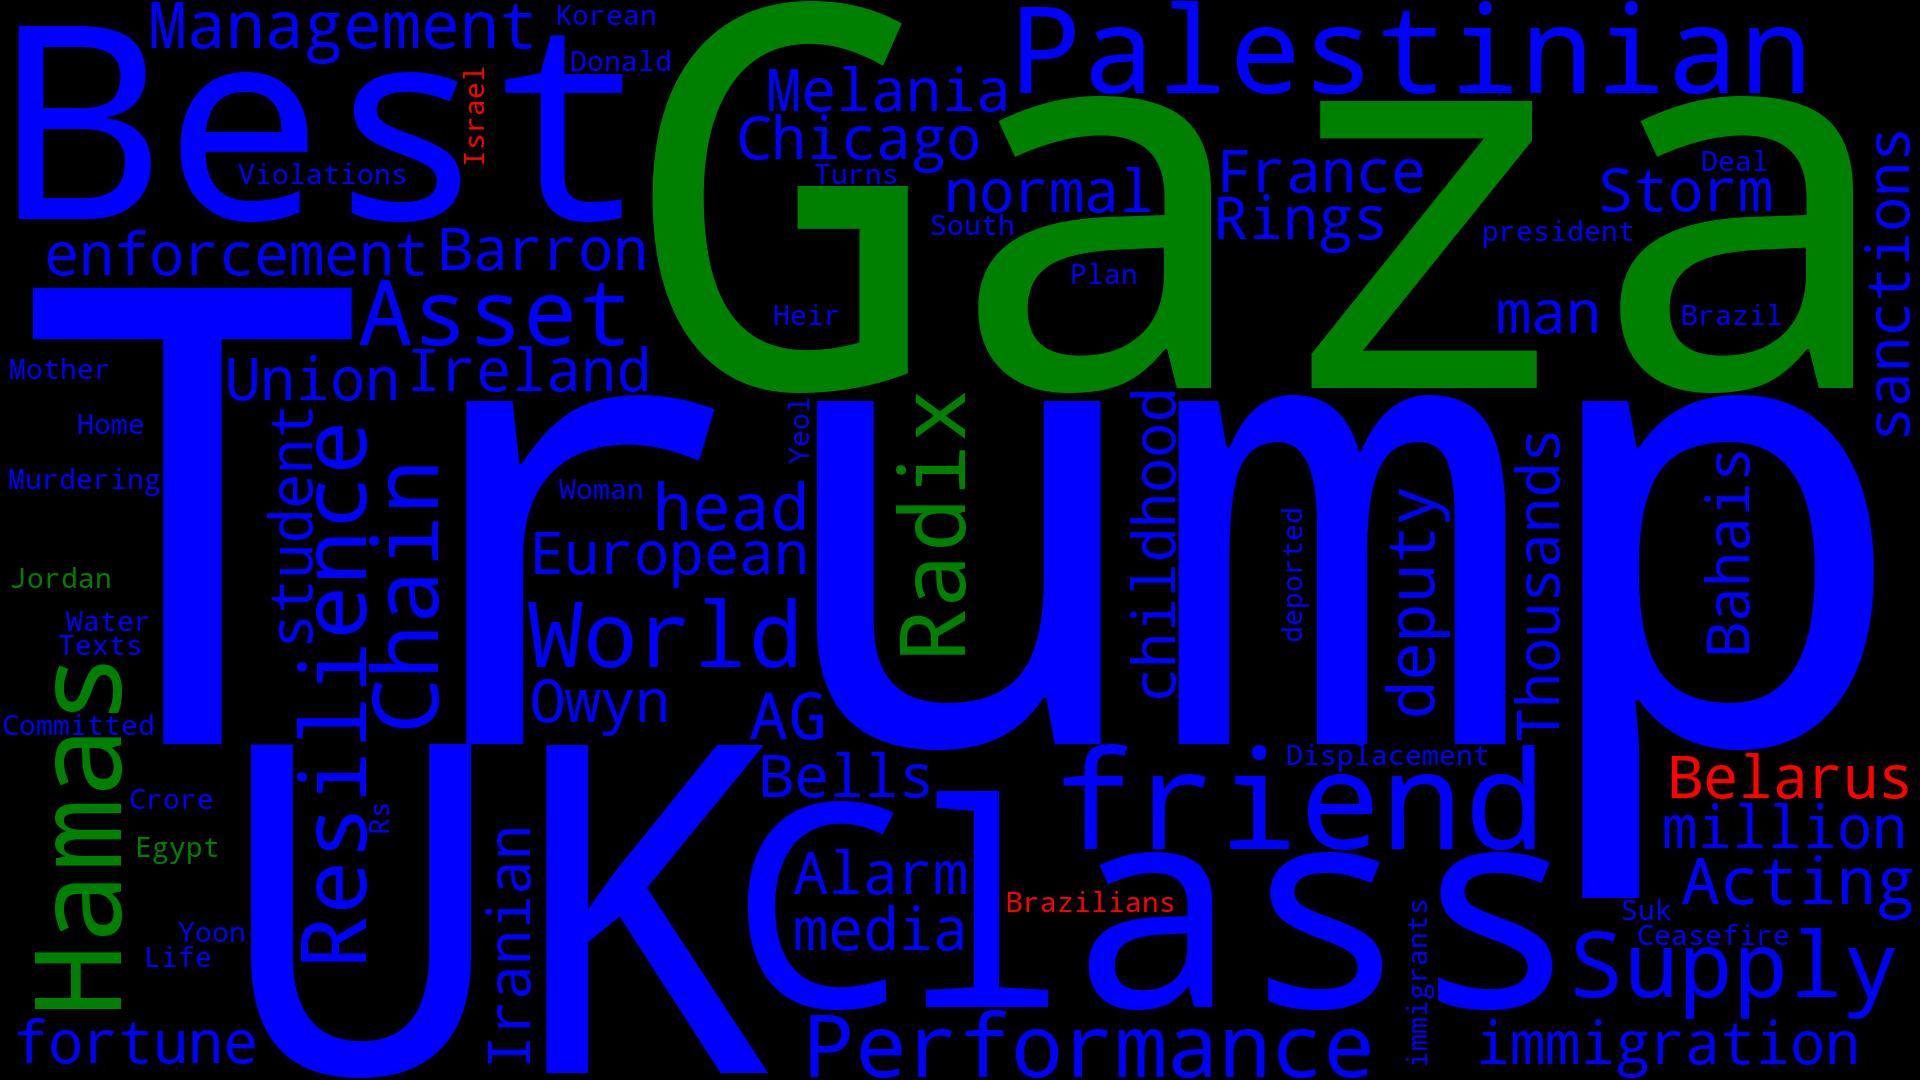 Management
Korean
Palestinian
Best
Donald
Israel
Melania
Gaza
Chicago
Violations
Turns
normal
South
France
Rings
Storm
Deal
president
sanctions
enforcement
Barron
Plan
Heir
man
Brazil
Asset
Trump
Union
Ireland
Mother
Home
Murdering
student
Resilience
Chain
Yeol
Radix
Woman
head
European
childhood
deported
deputy
Thousands
Bahais
Jordan
Water
Texts
World
Owyn
AG
Hamas
Committed
UK
Bells
friend
Displacement
Belarus
Crore
Rs
million
Egypt
Iranian
Class
Alarm
media
Brazilians
Acting
immigrants
Suk
Yoon
Life
Ceasefire
Supply
fortune
Performance
immigration